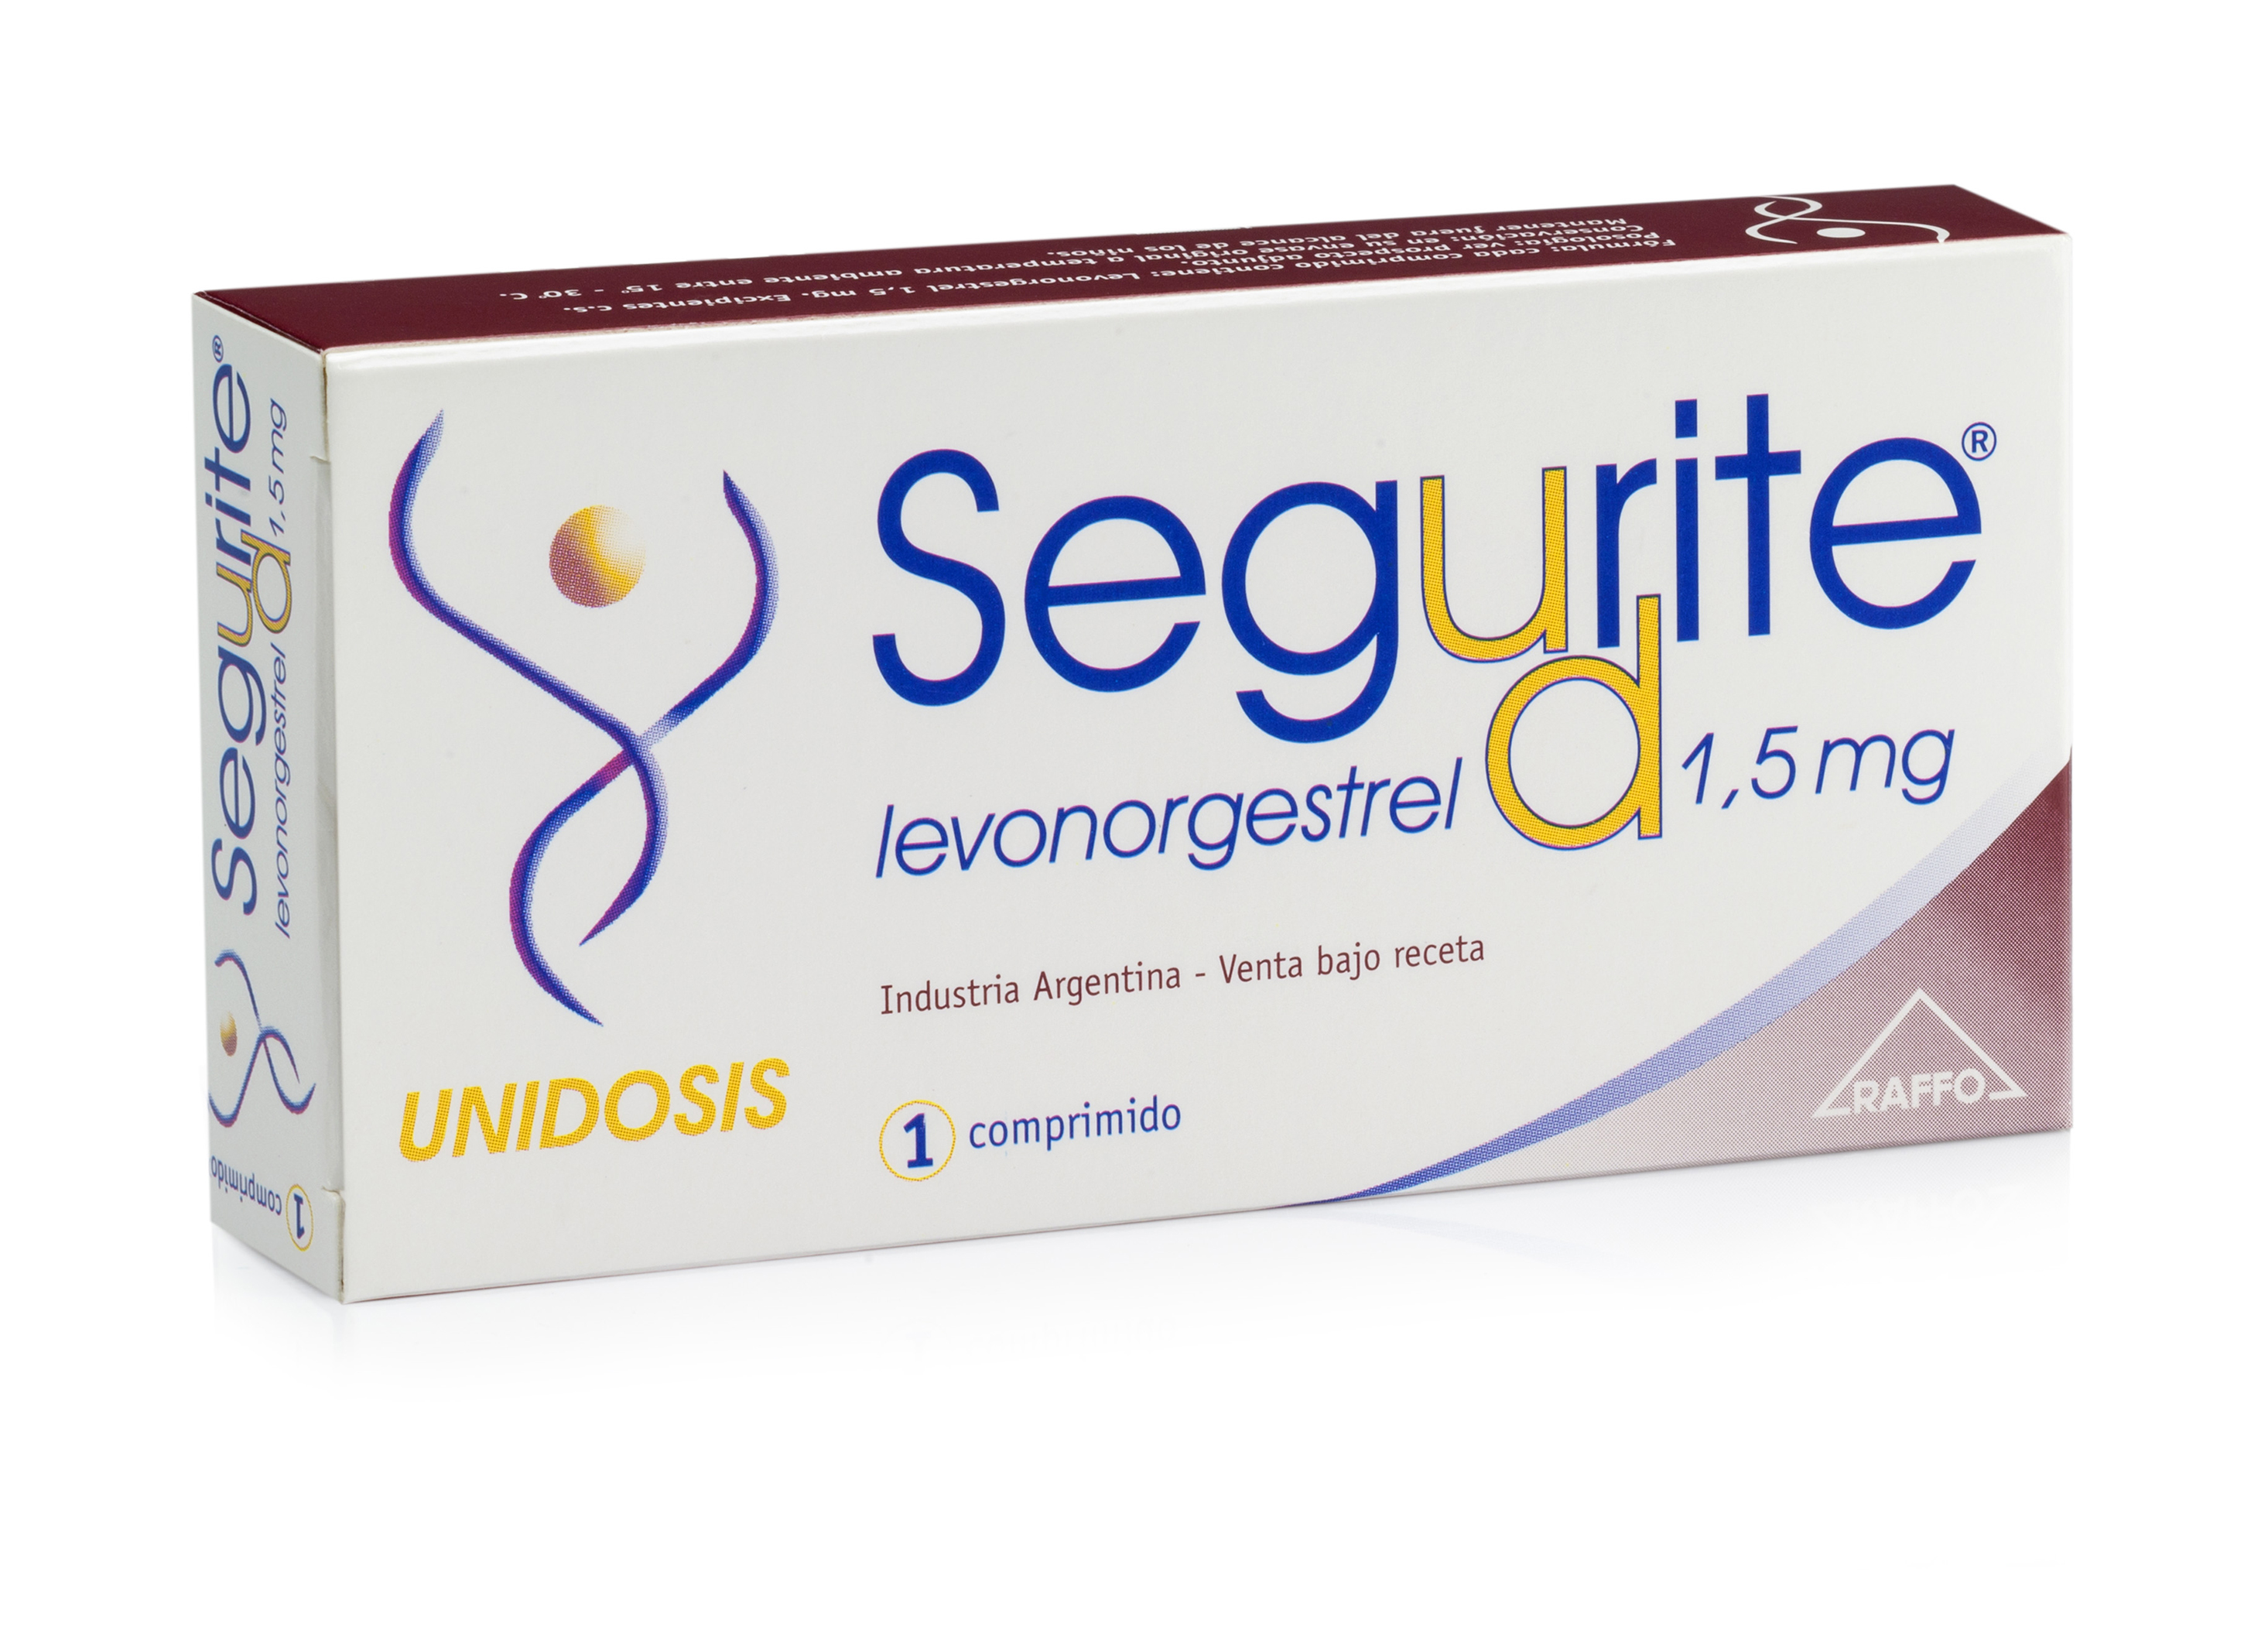 Fórmula: cada comprimido contiene: Levonorgestrel 1,5 mg. Excipientes c.s.
Posología: ver prospecto adjunto.
Conservación: en su envase original a temperatura ambiente entre 15° - 30° C.
Mantener fuera del alcance de los niños.
Segurite®
ud
levonorgestrel 1,5 mg
Industria Argentina - Venta bajo receta
UNIDOSIS
1 comprimido
RAFFO
Segurite®
levonorgestrel d 1,5 mg
1 comprimido